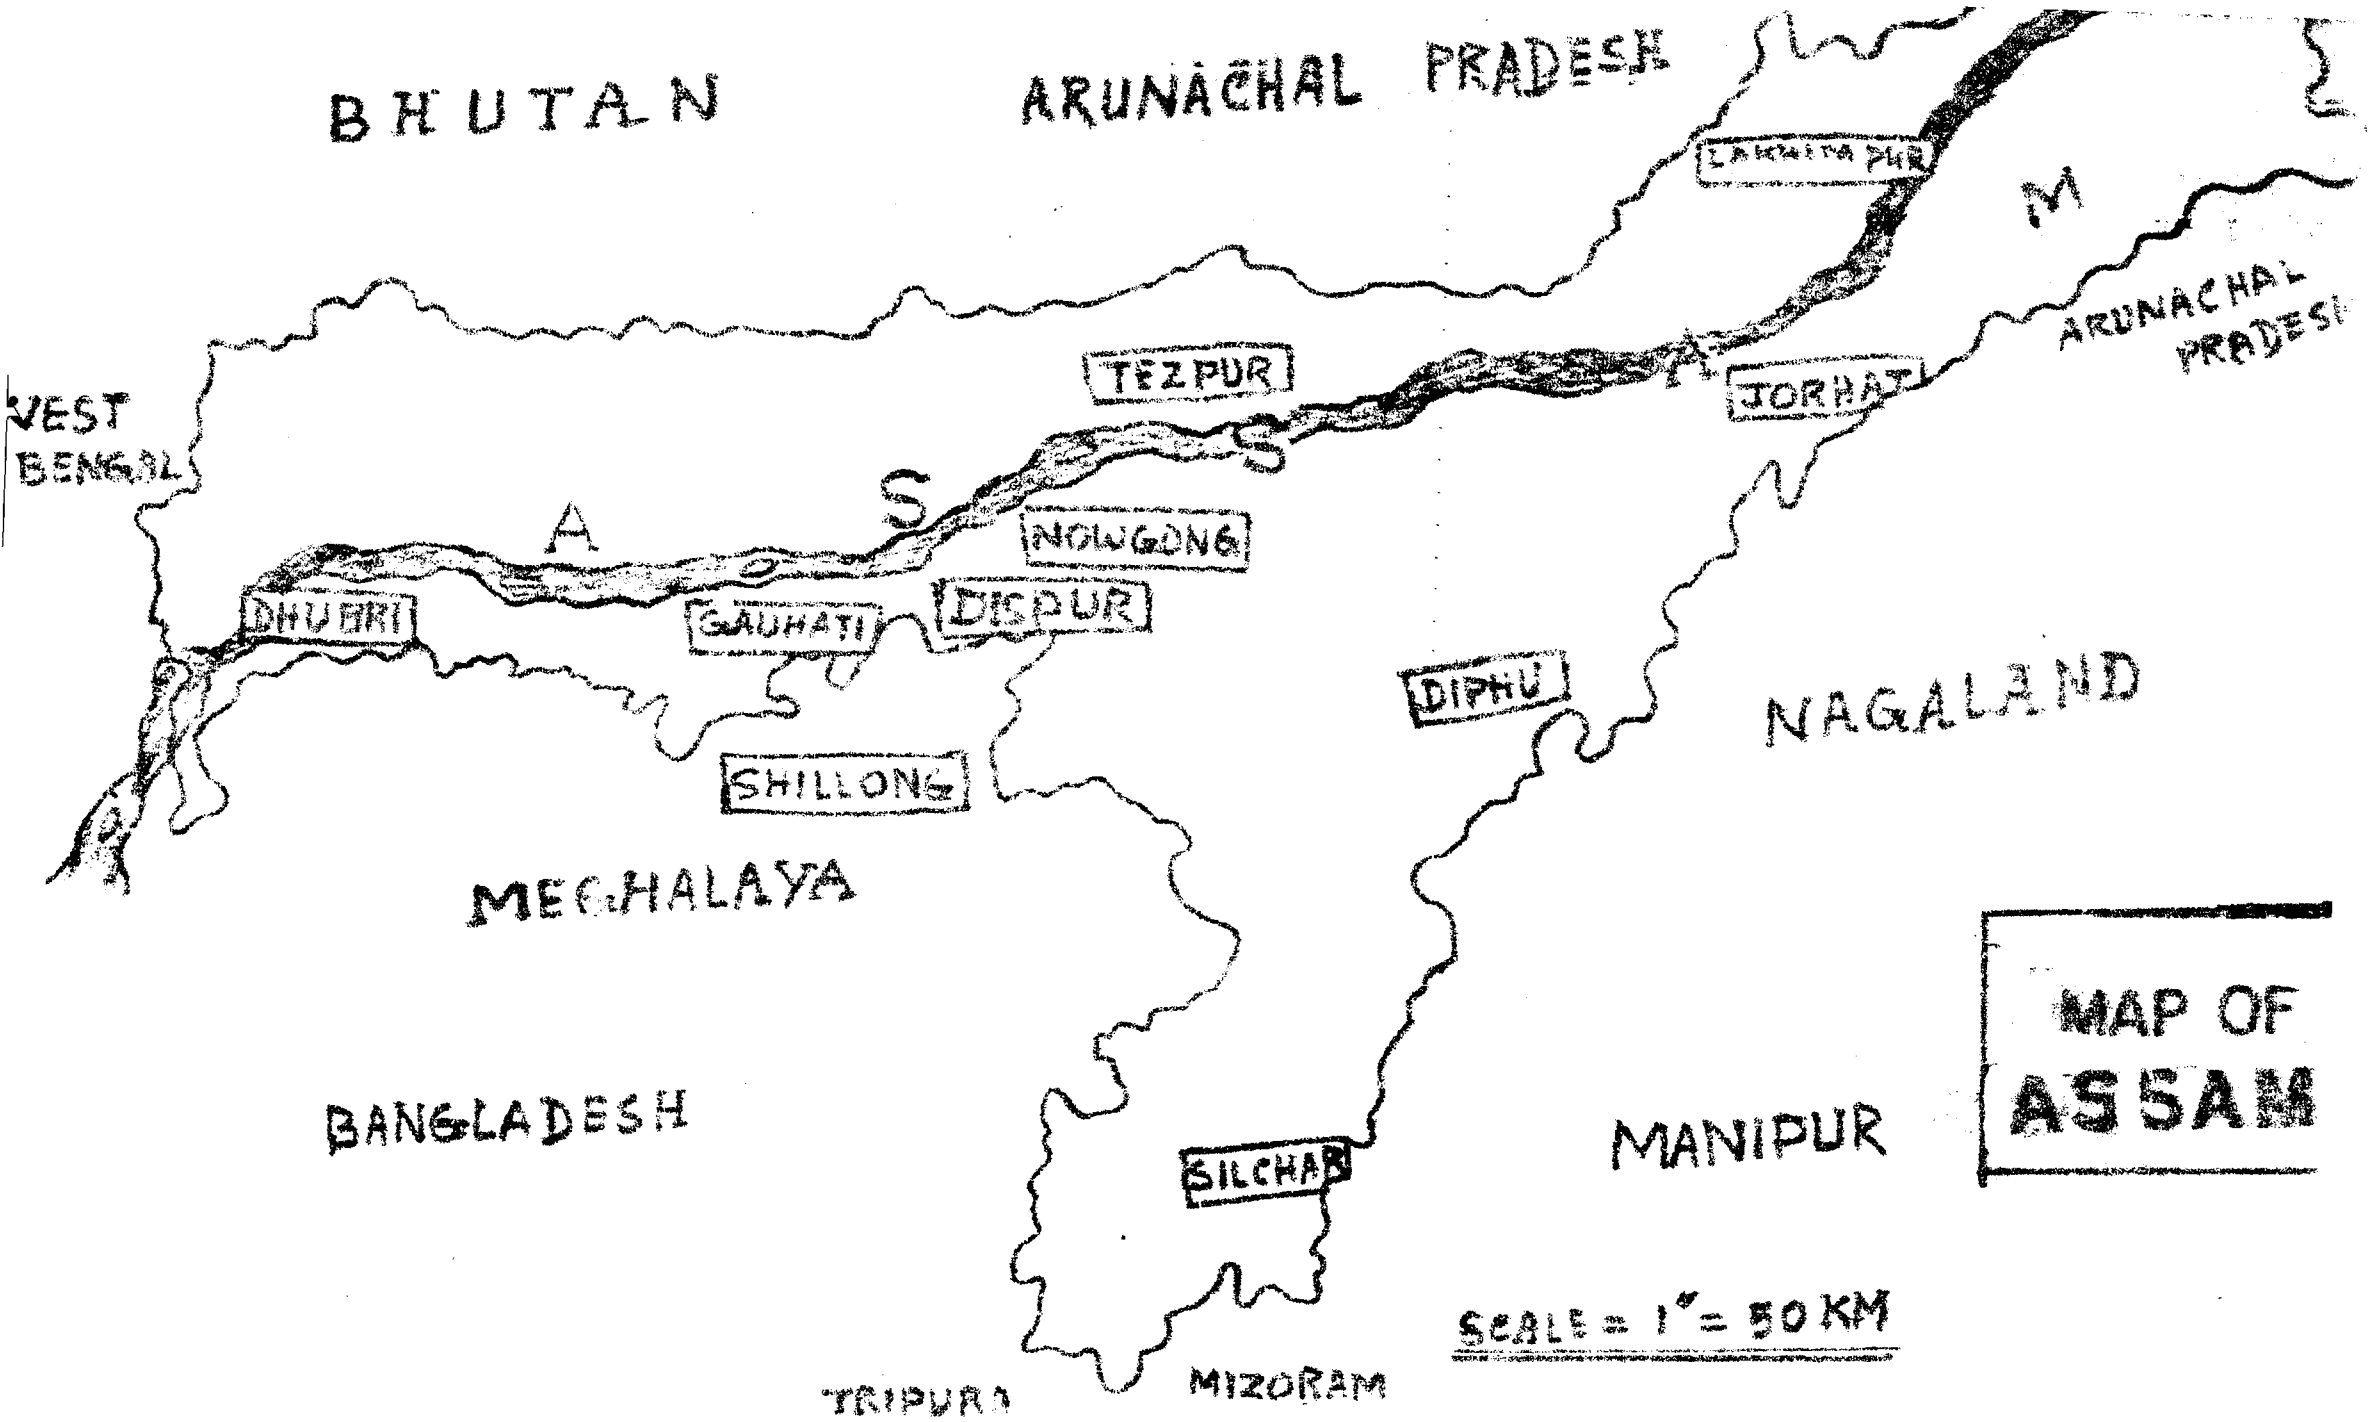 BHUTAN
ARUNACHAL PRADESH
LAKHIMPUR
M
ARUNACHAL
PRADESH
WEST
BENGAL
TEZPUR
A
JORHAT
A
S
S
NOWGONG
DHUBRI
GAUHATI
DISPUR
DIPHU
NAGALAND
SHILLONG
MEGHALAYA
MAP OF
ASSAM
BANGLADESH
SILCHAR
MANIPUR
SCALE = 1" = 50 KM
TRIPURA
MIZORAM